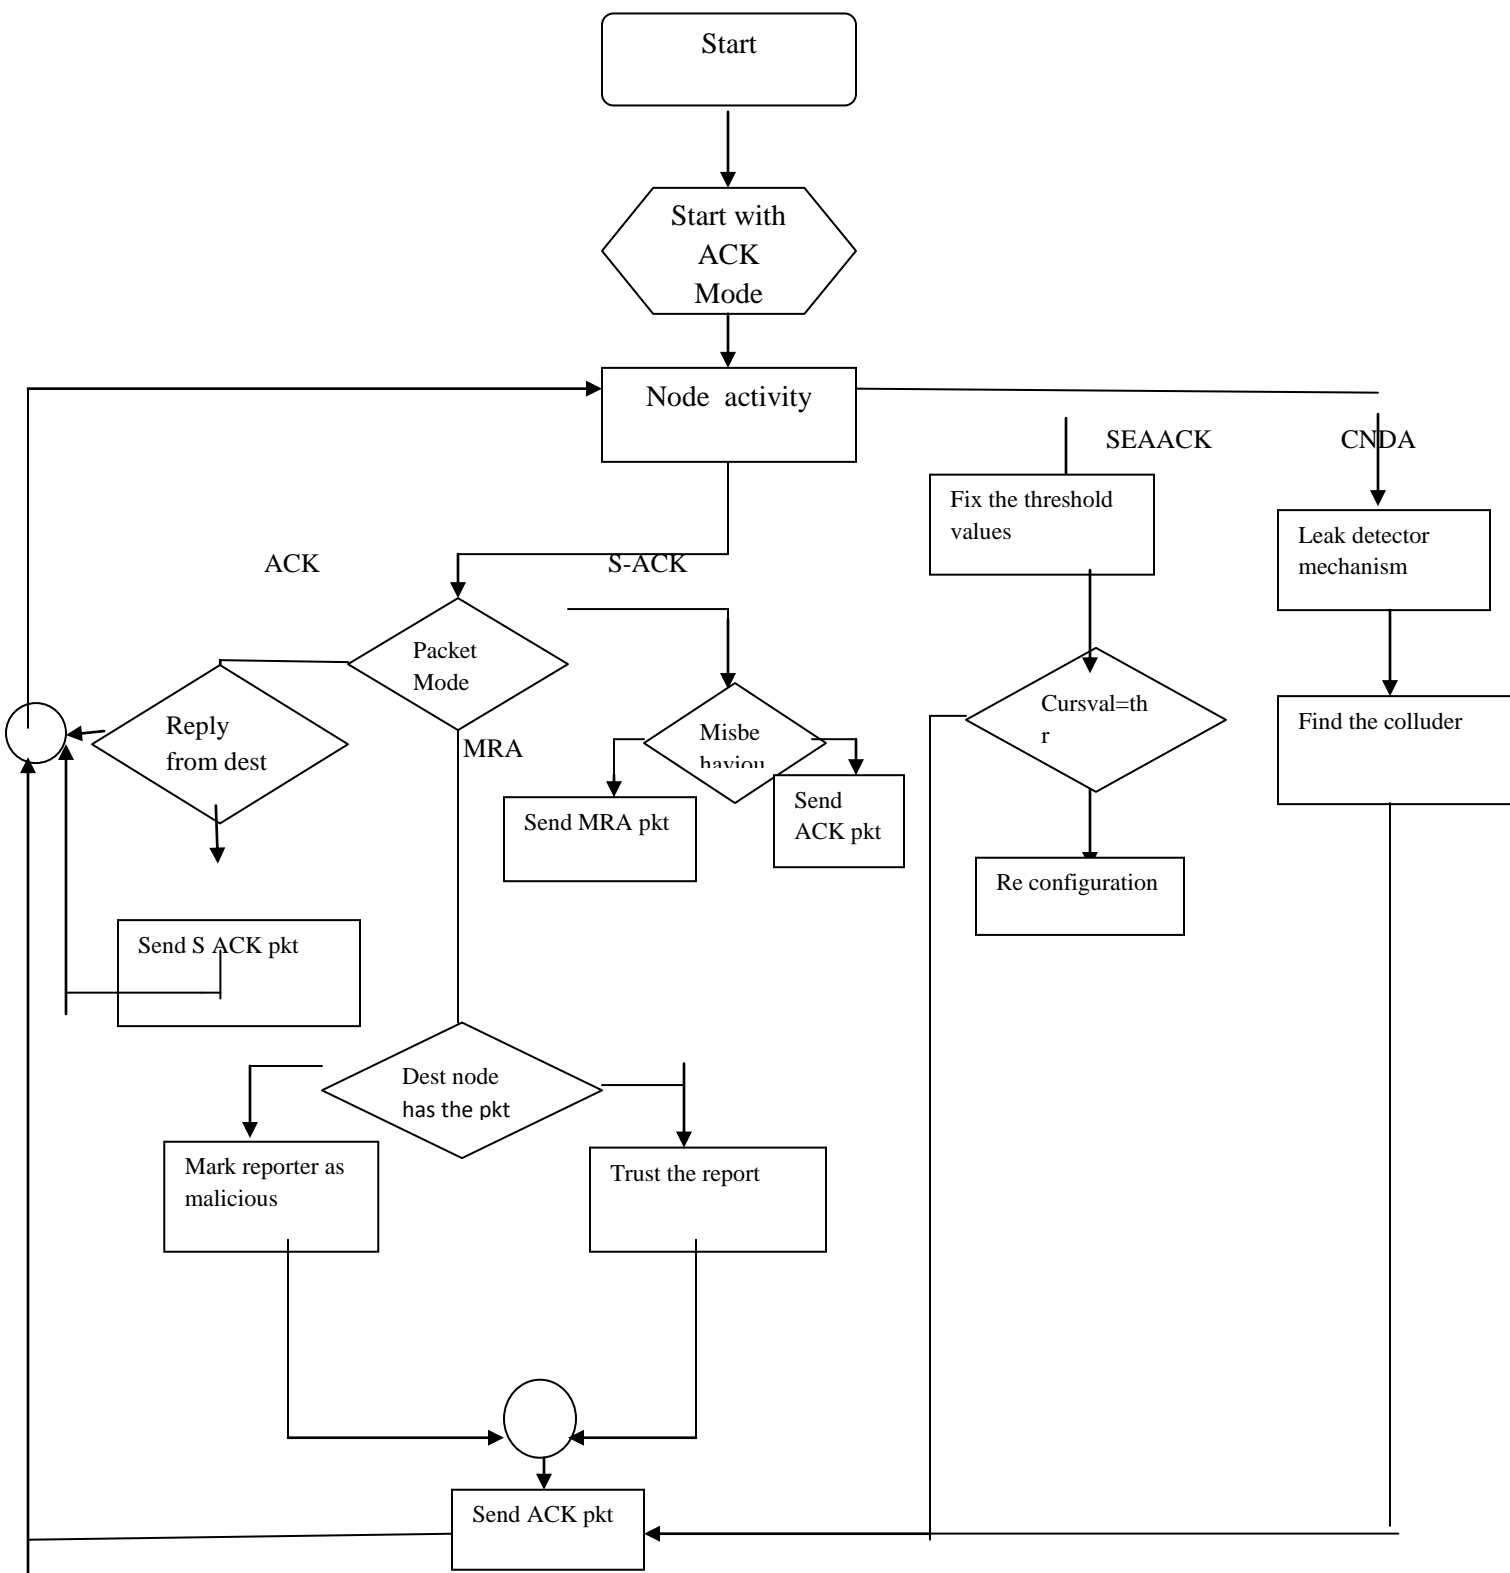 Start
Start with
ACK
Mode
Node activity
SEAACK
CNDA
Fix the threshold
values
Leak detector
mechanism
ACK
S-ACK
Packet
Mode
Reply
from dest
MRA
Misbe
haviou
Cursval=th
r
Find the colluder
Send MRA pkt
Send
ACK pkt
Re configuration
Send S ACK pkt
Dest node
has the pkt
Mark reporter as
malicious
Trust the report
Send ACK pkt